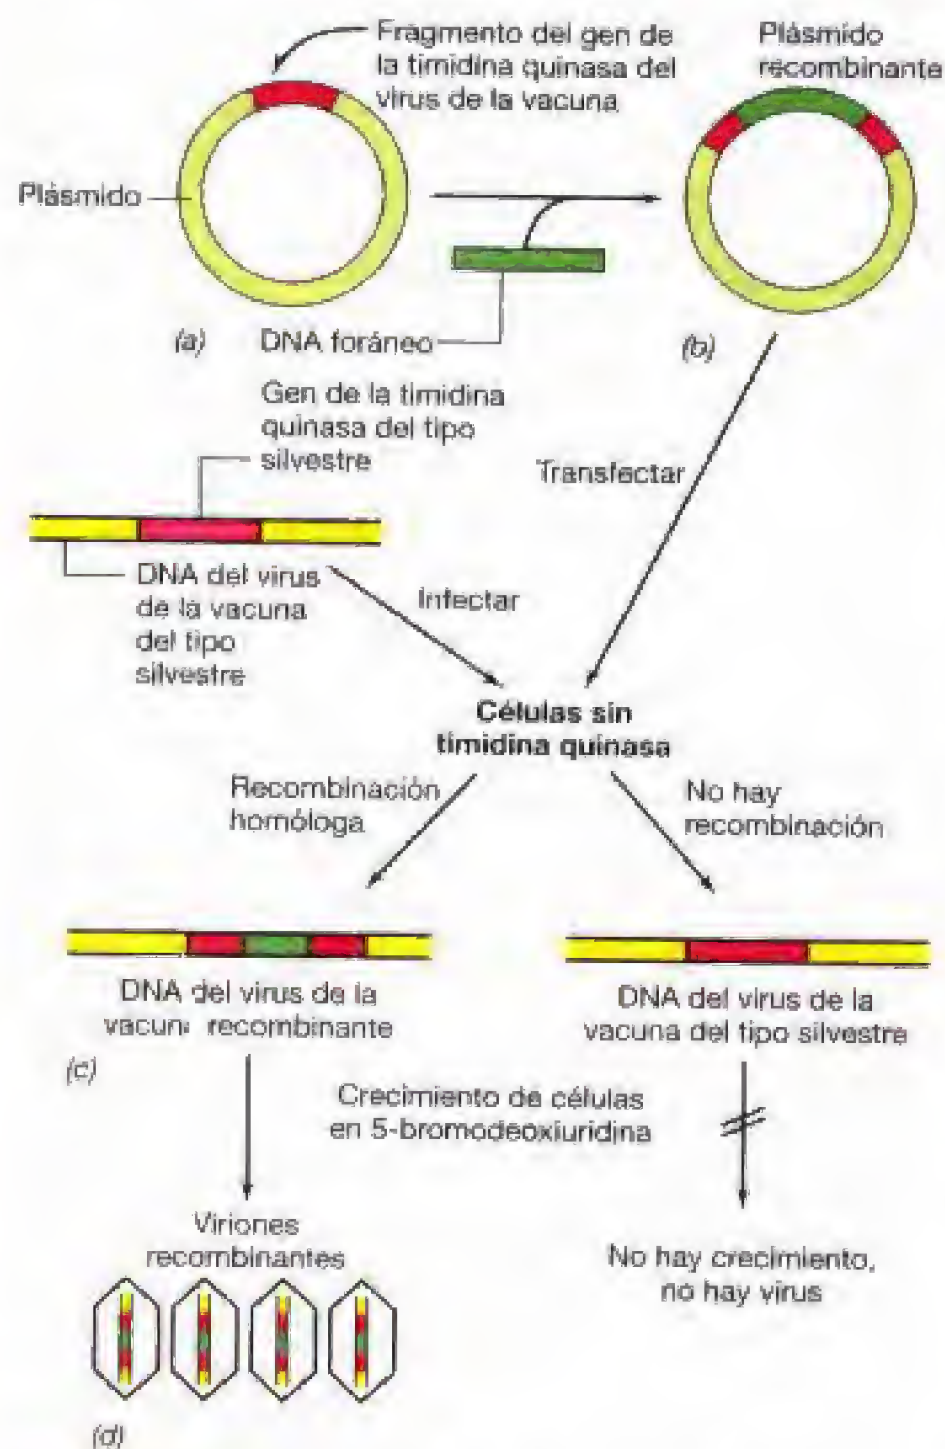 Fragmento del gen de
la timidina quinasa del
virus de la vacuna
Plásmido
recombinante
Plásmido
(a)
DNA foráneo
(b)
Gen de la timidina
quinasa del tipo
silvestre
Transfectar
DNA del virus
de la vacuna
del tipo
silvestre
Infectar
Células sin
timidina quinasa
Recombinación
homóloga
No hay
recombinación
DNA del virus de la
vacun recombinante
DNA del virus de la
vacuna del tipo silvestre
(c)
Crecimiento de células
en 5-bromodeoxiuridina
Viriones
recombinantes
No hay crecimiento,
no hay virus
(d)